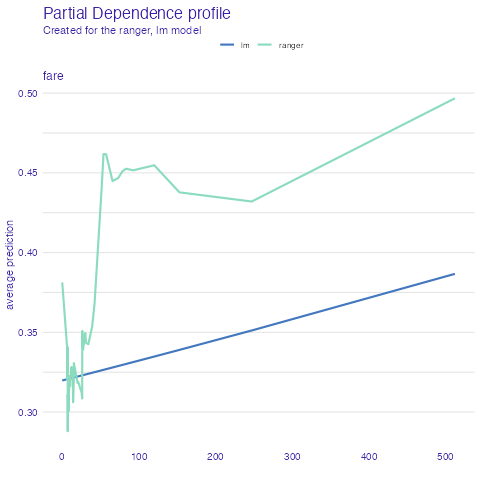 Partial Dependence profile
Created for the ranger, lm model
lm ranger
fare
0.50
0.45
0.40
0.35
0.30
average prediction
0 100 200 300 400 500